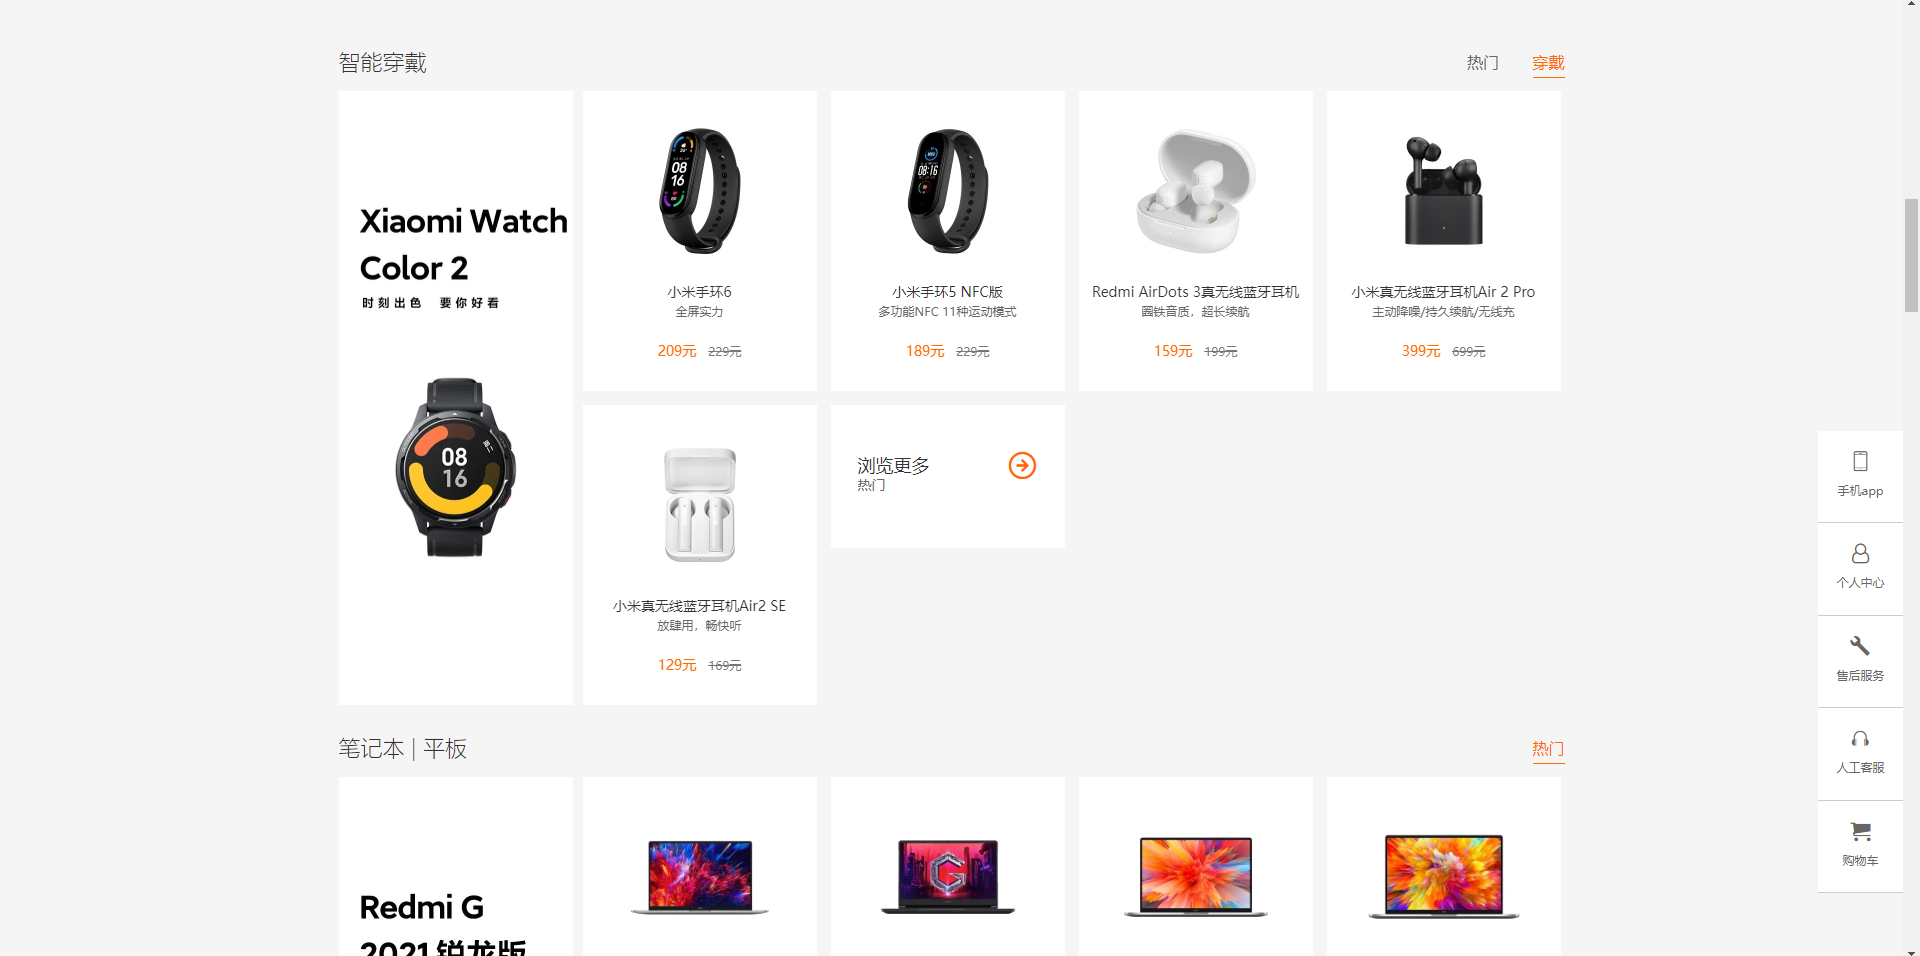 智能穿戴
热门
穿戴
Xiaomi Watch
Color 2
时刻出色 要你好看
08
16
周二
08
16
小米手环6
全屏实力
209元 229元
08:16
小米手环5 NFC版
多功能NFC 11种运动模式
189元 229元
Redmi AirDots 3真无线蓝牙耳机
圈铁音质，超长续航
159元 199元
小米真无线蓝牙耳机Air 2 Pro
主动降噪/持久续航/无线充
399元 699元
小米真无线蓝牙耳机Air2 SE
放肆用，畅快听
129元 169元
浏览更多
热门
手机app
个人中心
售后服务
人工客服
购物车
笔记本 | 平板
热门
Redmi G
2021 锐龙版
G